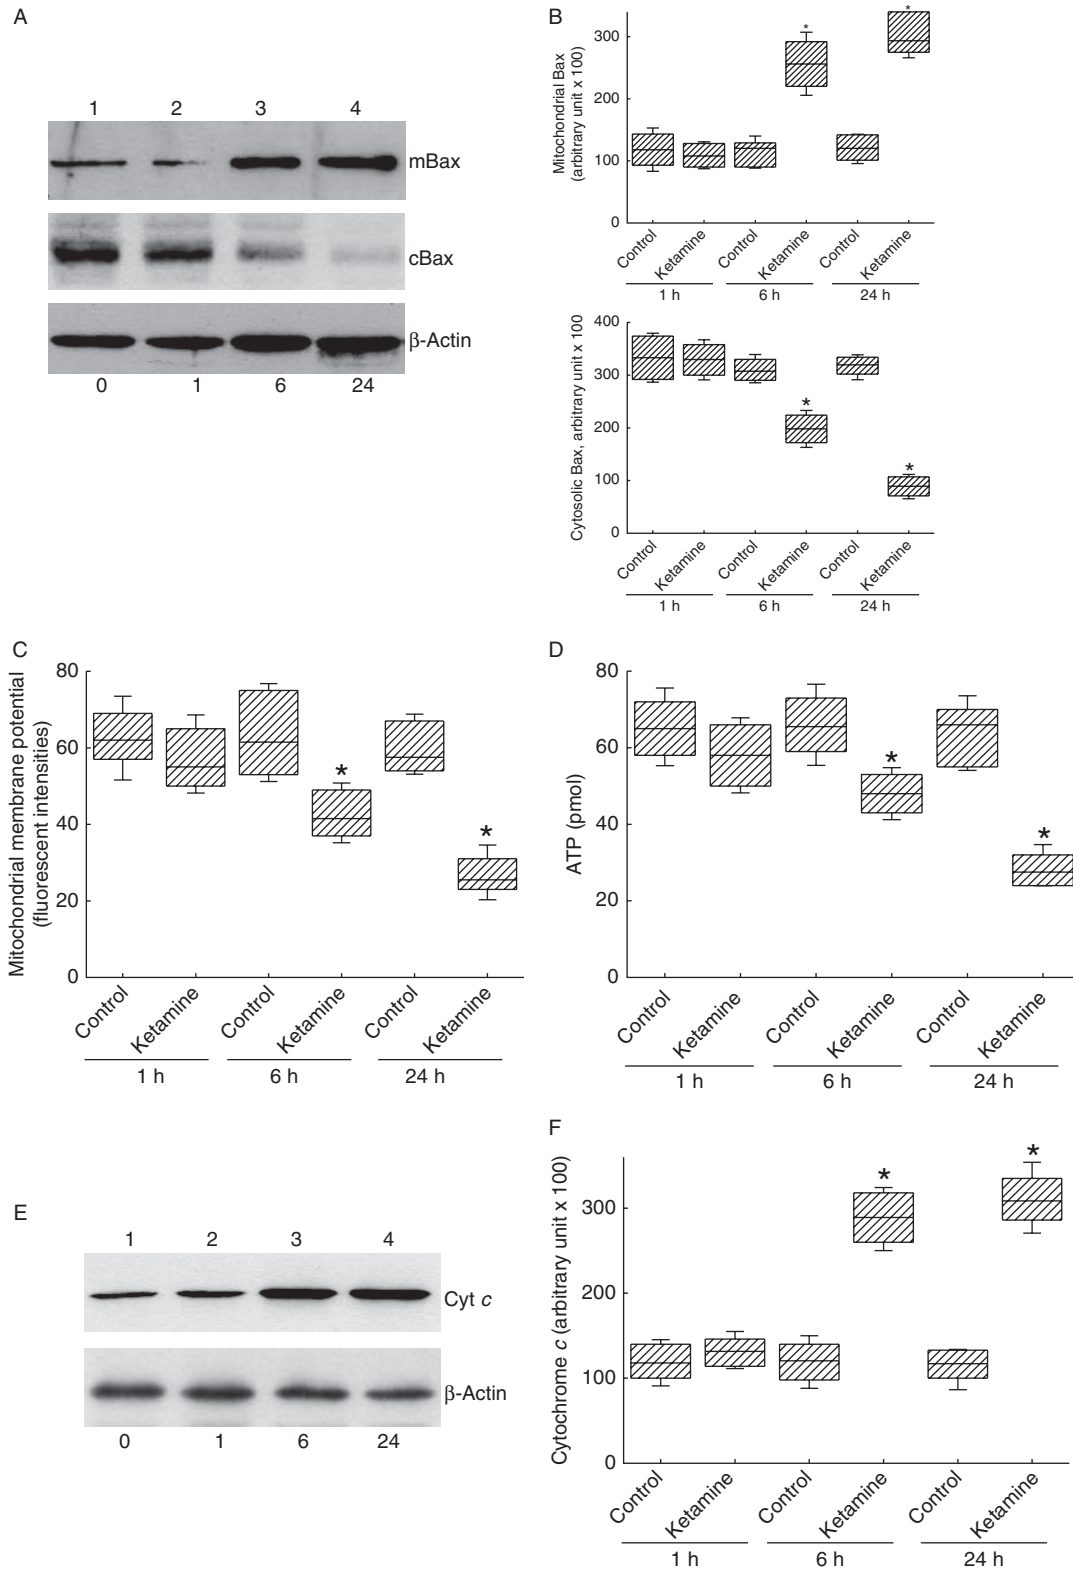 A
1 2 3 4
mBax
cBax
β-Actin
0 1 6 24
B
Mitochondrial Bax
(arbitrary unit x 100)
300
200
100
0
*
*
Control Ketamine Control Ketamine Control Ketamine
1 h 6 h 24 h
Cytosolic Bax, arbitrary unit x 100
400
300
200
100
0
*
*
Control Ketamine Control Ketamine Control Ketamine
1 h 6 h 24 h
C
Mitochondrial membrane potential
(fluorescent intensities)
80
60
40
20
0
*
*
Control Ketamine Control Ketamine Control Ketamine
1 h 6 h 24 h
D
ATP (pmol)
80
60
40
20
0
*
*
Control Ketamine Control Ketamine Control Ketamine
1 h 6 h 24 h
E
1 2 3 4
Cyt c
β-Actin
0 1 6 24
F
Cytochrome c (arbitrary unit x 100)
300
200
100
0
*
*
Control Ketamine Control Ketamine Control Ketamine
1 h 6 h 24 h